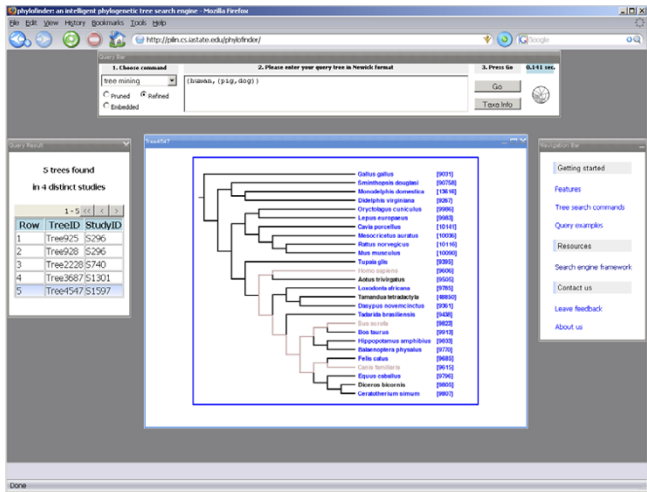 phylofinder: an intelligent phylogenetic tree search engine - Mozilla Firefox
File Edit View History Bookmarks Tools Help
http://pilin.cs.iastate.edu/phylofinder/
Google
Query Bar
1. Choose command
2. Please enter your query tree in Newick format
3. Press Go
0.141 sec.
tree mining
(human,(pig,dog))
Go
Pruned Refined
Embedded
Taxa Info
Query Result
5 trees found
in 4 distinct studies
1 - 5 << < >
Row TreeID StudyID
1 Tree925 S296
2 Tree928 S296
3 Tree2228 S740
4 Tree3687 S1301
5 Tree4547 S1597
Tree4547
Gallus gallus [9031]
Sminthopsis douglasi [90758]
Monodelphis domestica [13616]
Didelphis virginiana [9267]
Oryctolagus cuniculus [9986]
Lepus europaeus [9983]
Cavia porcellus [10141]
Mesocricetus auratus [10036]
Rattus norvegicus [10116]
Mus musculus [10090]
Tupaia glis [9395]
Homo sapiens [9606]
Aotus trivirgatus [9505]
Loxodonta africana [9785]
Tamandua tetradactyla [48850]
Dasypus novemcinctus [9361]
Tadarida brasiliensis [9438]
Sus scrofa [9823]
Bos taurus [9913]
Hippopotamus amphibius [9833]
Balaenoptera physalus [9770]
Felis catus [9685]
Canis familiaris [9615]
Equus caballus [9796]
Diceros bicornis [9805]
Ceratotherium simum [9807]
Navigation Bar
Getting started
Features
Tree search commands
Query examples
Resources
Search engine framework
Contact us
Leave feedback
About us
Done